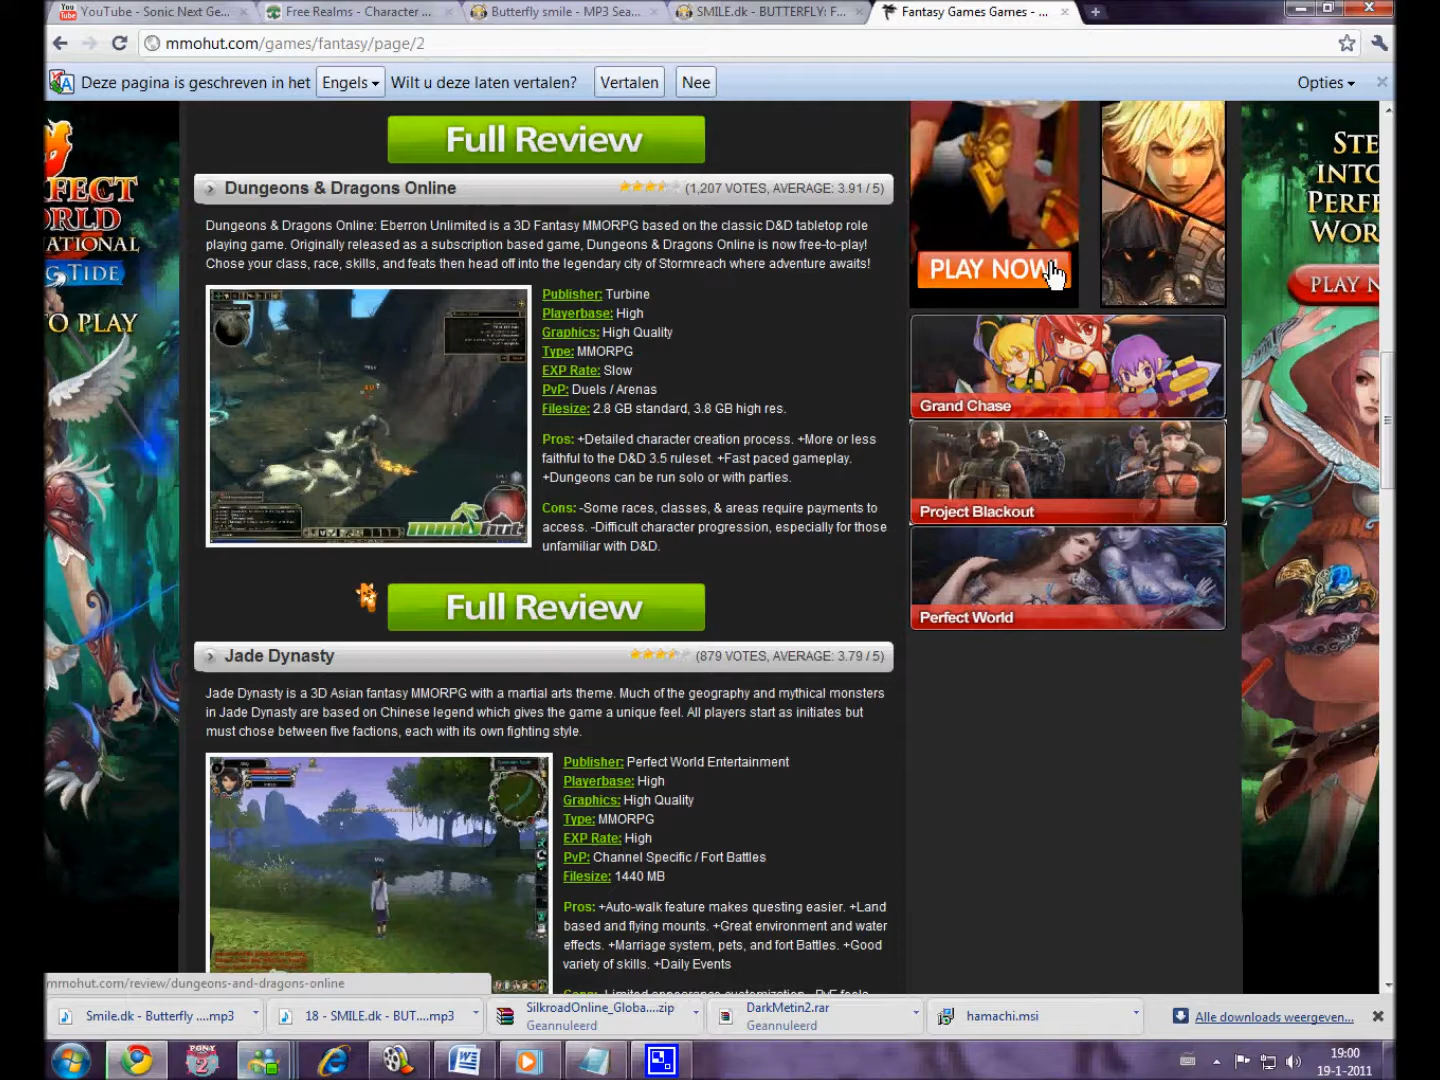 YouTube - Sonic Next Ge...
Free Realms - Character ...
Butterfly smile - MP3 Sea...
SMILE.dk - BUTTERFLY: F...
Fantasy Games Games - ...
mmohut.com/games/fantasy/page/2
Deze pagina is geschreven in het Engels Wilt u deze laten vertalen? Vertalen Nee Opties
Full Review
Dungeons & Dragons Online (1,207 VOTES, AVERAGE: 3.91 / 5)
Dungeons & Dragons Online: Eberron Unlimited is a 3D Fantasy MMORPG based on the classic D&D tabletop role
playing game. Originally released as a subscription based game, Dungeons & Dragons Online is now free-to-play!
Chose your class, race, skills, and feats then head off into the legendary city of Stormreach where adventure awaits!
Publisher: Turbine
Playerbase: High
Graphics: High Quality
Type: MMORPG
EXP Rate: Slow
PvP: Duels / Arenas
Filesize: 2.8 GB standard, 3.8 GB high res.
Pros: +Detailed character creation process. +More or less
faithful to the D&D 3.5 ruleset. +Fast paced gameplay.
+Dungeons can be run solo or with parties.
Cons: -Some races, classes, & areas require payments to
access. -Difficult character progression, especially for those
unfamiliar with D&D.
Full Review
Jade Dynasty (879 VOTES, AVERAGE: 3.79 / 5)
Jade Dynasty is a 3D Asian fantasy MMORPG with a martial arts theme. Much of the geography and mythical monsters
in Jade Dynasty are based on Chinese legend which gives the game a unique feel. All players start as initiates but
must chose between five factions, each with its own fighting style.
Publisher: Perfect World Entertainment
Playerbase: High
Graphics: High Quality
Type: MMORPG
EXP Rate: High
PvP: Channel Specific / Fort Battles
Filesize: 1440 MB
Pros: +Auto-walk feature makes questing easier. +Land
based and flying mounts. +Great environment and water
effects. +Marriage system, pets, and fort Battles. +Good
variety of skills. +Daily Events
PLAY NOW!
Grand Chase
Project Blackout
Perfect World
RFECT
RLD
NATIONAL
G TIDE
O PLAY
STE
INTO
PERF
WOR
PLAY N
mmohut.com/review/dungeons-and-dragons-online
Smile.dk - Butterfly ....mp3
18 - SMILE.dk - BUT....mp3
SilkroadOnline_Globa....zip
Geannuleerd
DarkMetin2.rar
Geannuleerd
hamachi.msi
Alle downloads weergeven...
PONY
2
19:00
19-1-2011